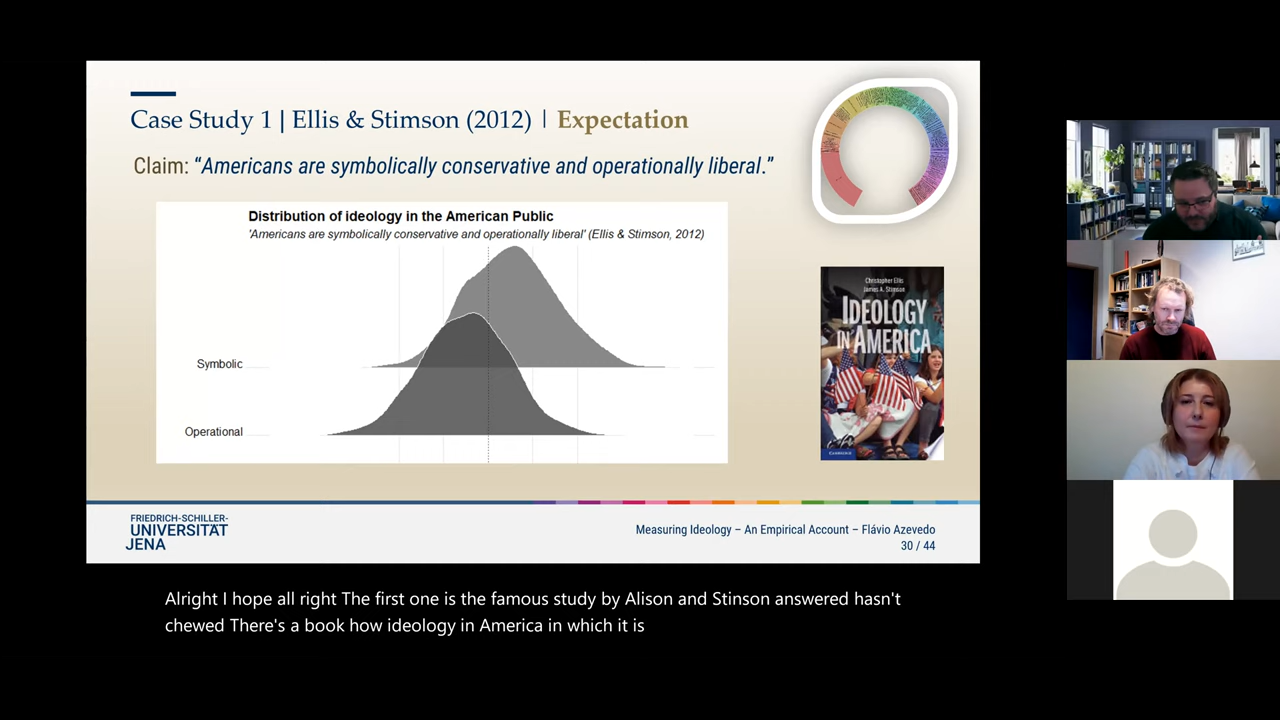 Case Study 1 | Ellis & Stimson (2012) | Expectation
Claim: “Americans are symbolically conservative and operationally liberal.”
Distribution of ideology in the American Public
'Americans are symbolically conservative and operationally liberal' (Ellis & Stimson, 2012)
Symbolic
Operational
Christopher Ellis
James A. Stimson
IDEOLOGY
IN AMERICA
CAMBRIDGE
FRIEDRICH-SCHILLER-
UNIVERSITÄT
JENA
Measuring Ideology – An Empirical Account – Flávio Azevedo
30 / 44
Alright I hope all right The first one is the famous study by Alison and Stinson answered hasn't
chewed There's a book how ideology in America in which it is